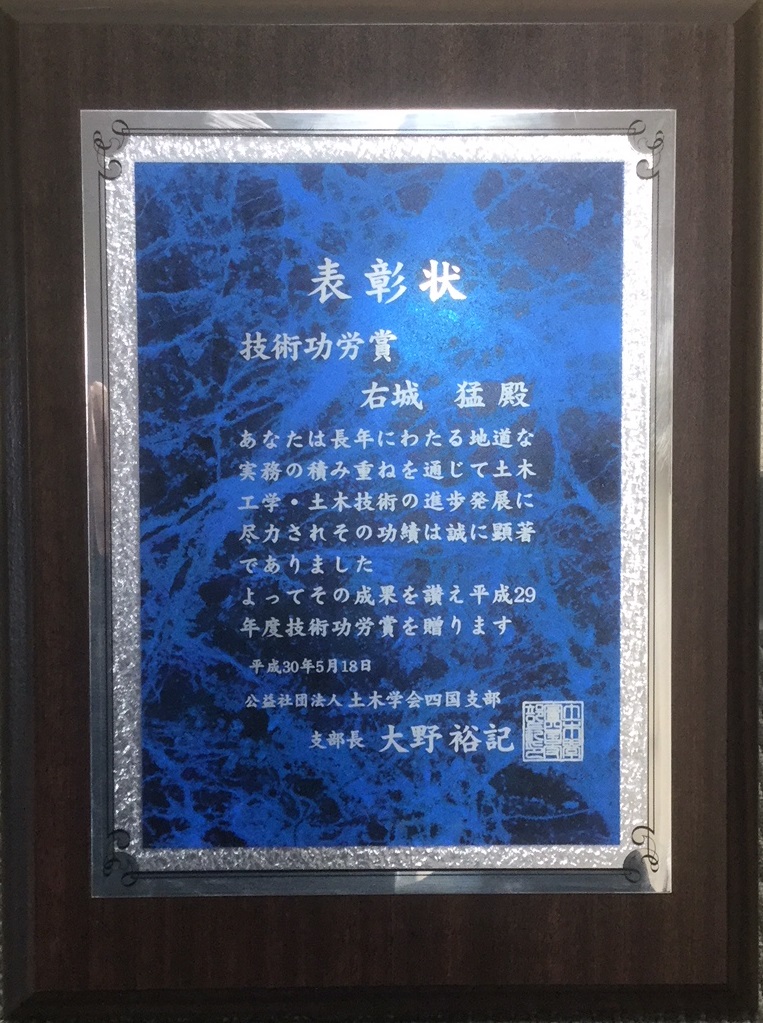 表彰状
技術功労賞
右城 猛 殿
あなたは長年にわたる地道な
実務の積み重ねを通じて土木
工学・土木技術の進歩発展に
尽力されその功績は誠に顕著
でありました
よってその成果を讃え平成29
年度技術功労賞を贈ります
平成30年5月18日
公益社団法人 土木学会四国支部
支部長 大野裕記